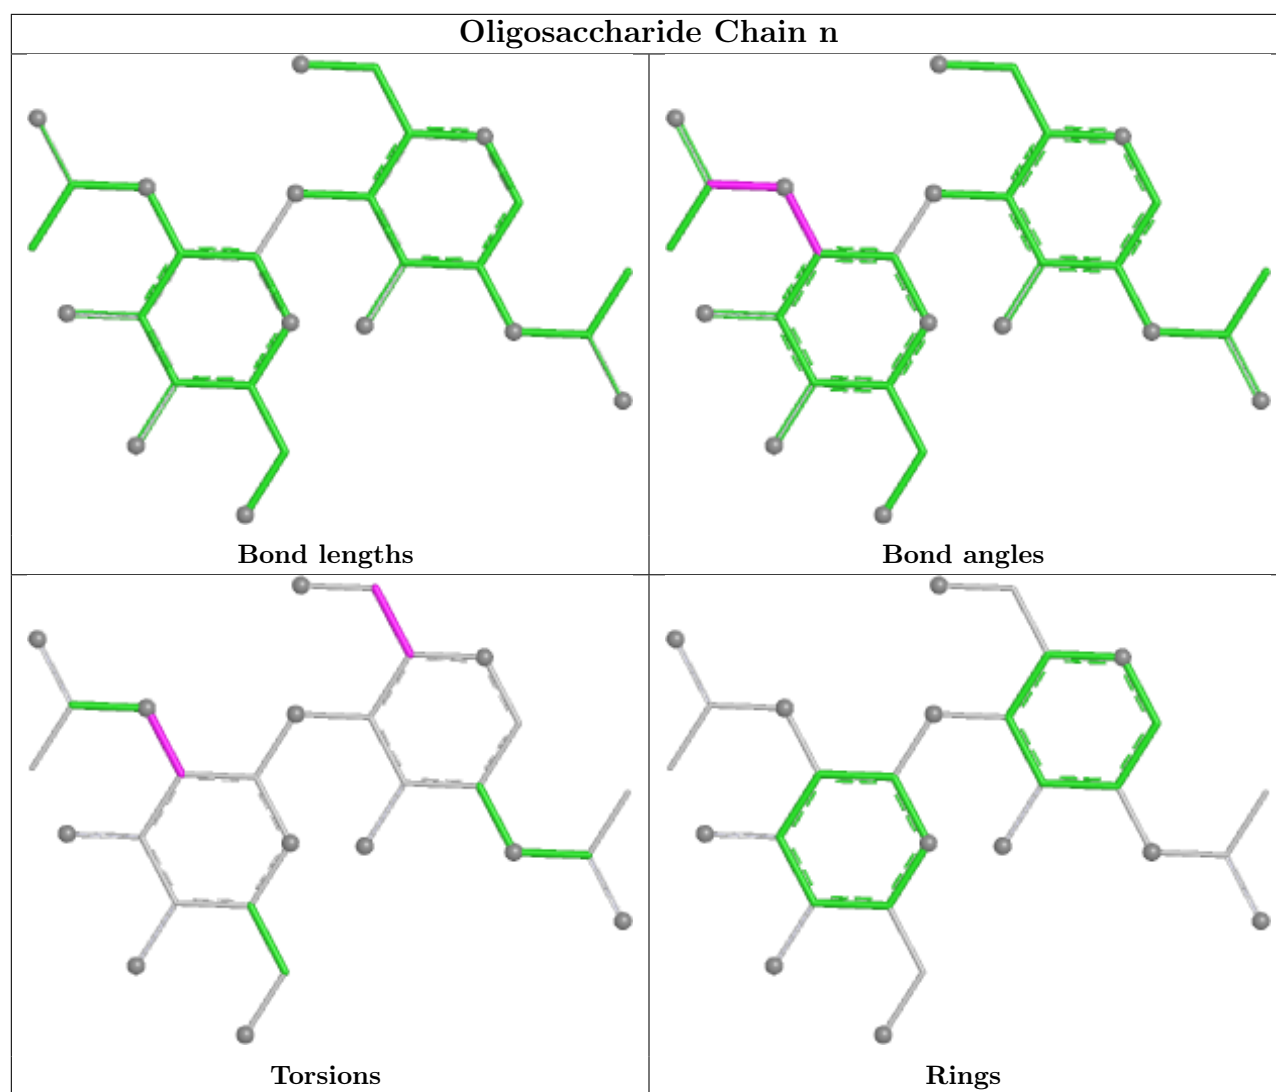 Oligosaccharide Chain n
Bond lengths
Bond angles
Torsions
Rings